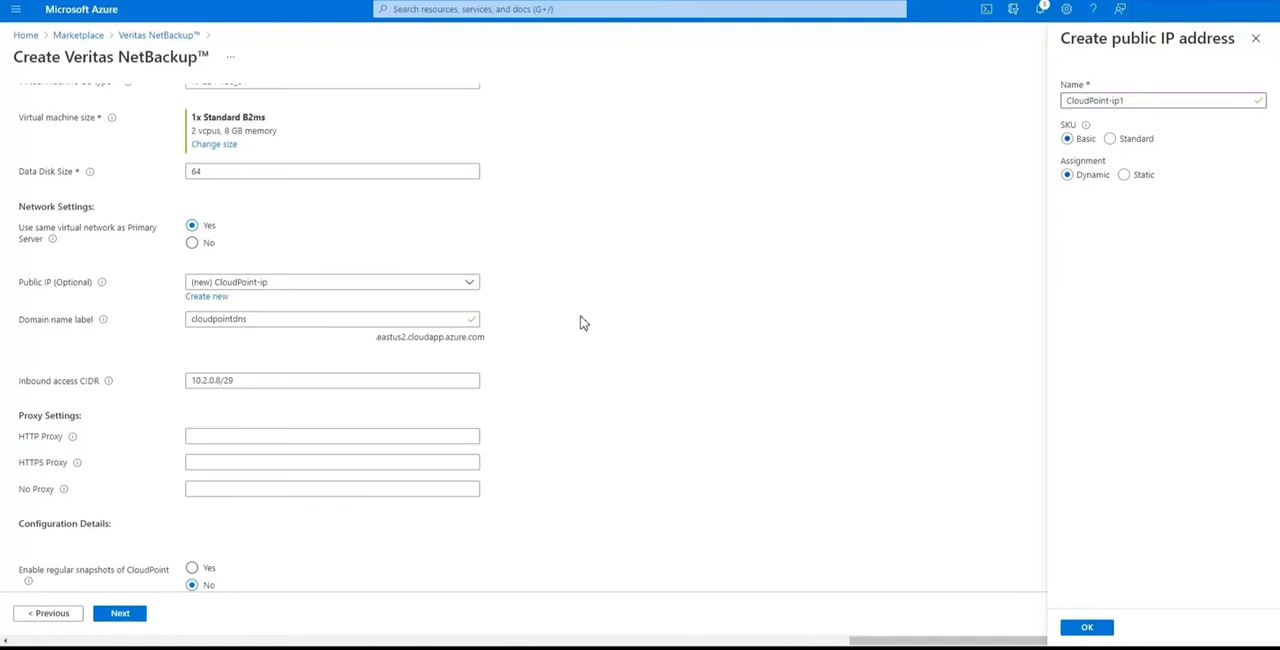 Microsoft Azure
Search resources, services, and docs (G+/)
5
Home > Marketplace > Veritas NetBackup™ >
Create Veritas NetBackup™ ...
Virtual machine size *
1x Standard B2ms
2 vcpus, 8 GB memory
Change size
Data Disk Size *
64
Network Settings:
Use same virtual network as Primary
Server
Yes
No
Public IP (Optional)
(new) CloudPoint-ip
Create new
Domain name label
cloudpointdns
.eastus2.cloudapp.azure.com
Inbound access CIDR
10.2.0.8/29
Proxy Settings:
HTTP Proxy
HTTPS Proxy
No Proxy
Configuration Details:
Enable regular snapshots of CloudPoint
Yes
No
< Previous
Next
Create public IP address
Name *
CloudPoint-ip1
SKU
Basic
Standard
Assignment
Dynamic
Static
OK